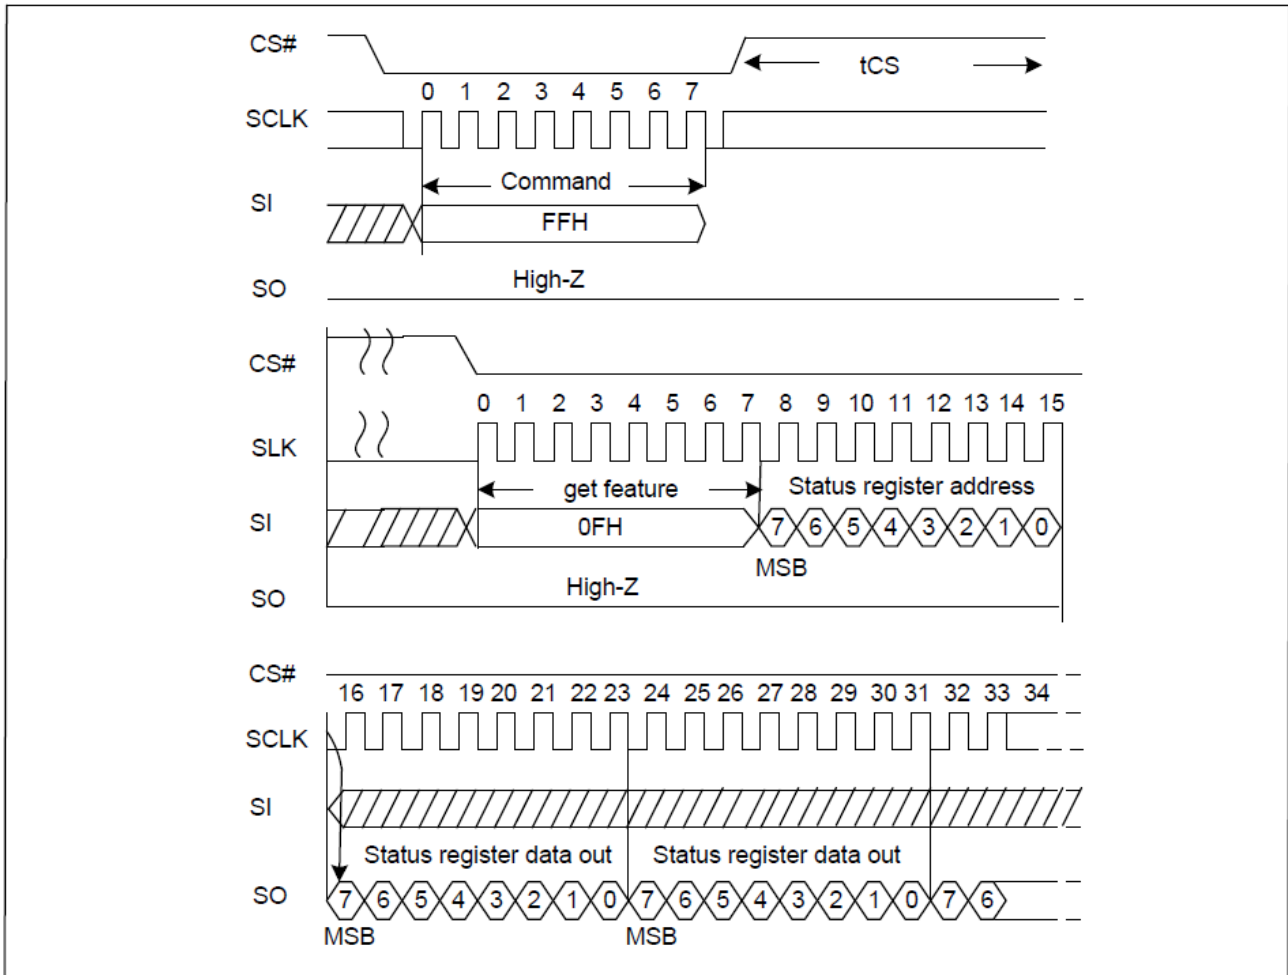 CS#
tCS
0 1 2 3 4 5 6 7
SCLK
Command
SI
FFH
High-Z
SO
CS#
0 1 2 3 4 5 6 7 8 9 10 11 12 13 14 15
SLK
get feature Status register address
SI
0FH
7 6 5 4 3 2 1 0
MSB
High-Z
SO
CS#
16 17 18 19 20 21 22 23 24 25 26 27 28 29 30 31 32 33 34
SCLK
SI
Status register data out Status register data out
SO
7 6 5 4 3 2 1 0 7 6 5 4 3 2 1 0 7 6
MSB MSB